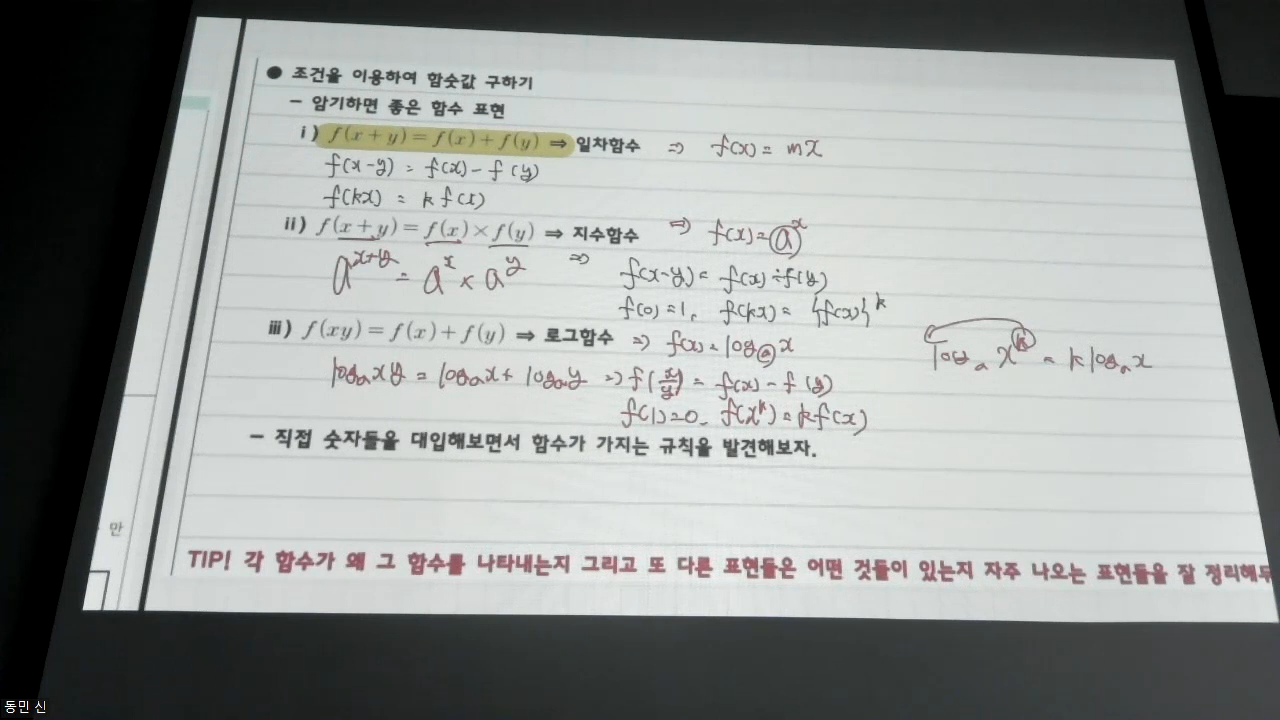 ● 조건을 이용하여 함숫값 구하기
- 암기하면 좋은 함수 표현
i) f(x+y)=f(x)+f(y) ⇒ 일차함수 ⇒ f(x)= mx
f(x-y) = f(x)-f(y)
f(kx) = k f(x)
ii) f(x+y)=f(x)×f(y) ⇒ 지수함수 ⇒ f(x)=a^x
a^{x+y} = a^x × a^y ⇒ f(x-y)= f(x)÷f(y)
f(0)=1, f(kx)= {f(x)}^k
iii) f(xy)=f(x)+f(y) ⇒ 로그함수 ⇒ f(x)=log_a x
log_a x^k = k log_a x
log_a xy = log_a x + log_a y ⇒ f(x/y) = f(x)-f(y)
f(1)=0. f(x^k)=kf(x)
- 직접 숫자들을 대입해보면서 함수가 가지는 규칙을 발견해보자.
만
TIP! 각 함수가 왜 그 함수를 나타내는지 그리고 또 다른 표현들은 어떤 것들이 있는지 자주 나오는 표현들을 잘 정리해두
동민 신